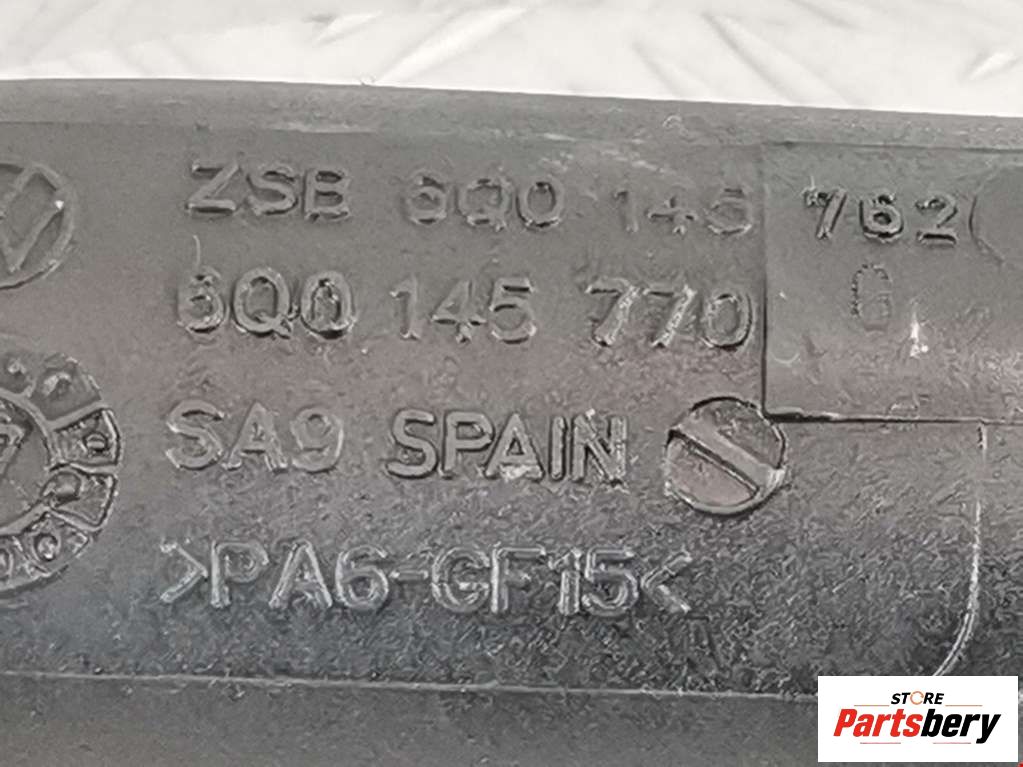 ZSB 6Q0 145 762
G
6Q0 145 770
SA9 SPAIN
>PA6-GF15<
STORE
Partsbery